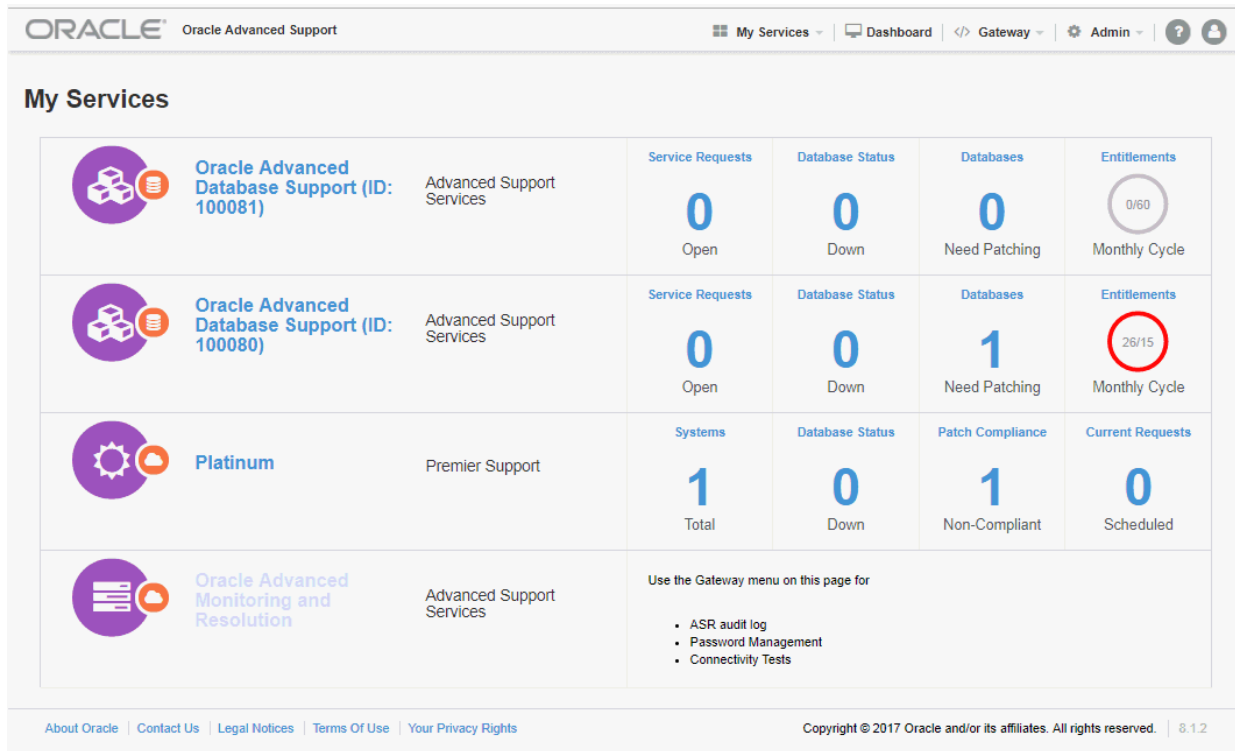 ORACLE® Oracle Advanced Support My Services Dashboard </> Gateway Admin ?
My Services
Oracle Advanced
Database Support (ID:
100081)
Advanced Support
Services
Service Requests
0
Open
Database Status
0
Down
Databases
0
Need Patching
Entitlements
0/60
Monthly Cycle
Oracle Advanced
Database Support (ID:
100080)
Advanced Support
Services
Service Requests
0
Open
Database Status
0
Down
Databases
1
Need Patching
Entitlements
26/15
Monthly Cycle
Platinum
Premier Support
Systems
1
Total
Database Status
0
Down
Patch Compliance
1
Non-Compliant
Current Requests
0
Scheduled
Oracle Advanced
Monitoring and
Resolution
Advanced Support
Services
Use the Gateway menu on this page for
• ASR audit log
• Password Management
• Connectivity Tests
About Oracle | Contact Us | Legal Notices | Terms Of Use | Your Privacy Rights
Copyright © 2017 Oracle and/or its affiliates. All rights reserved. | 8.1.2